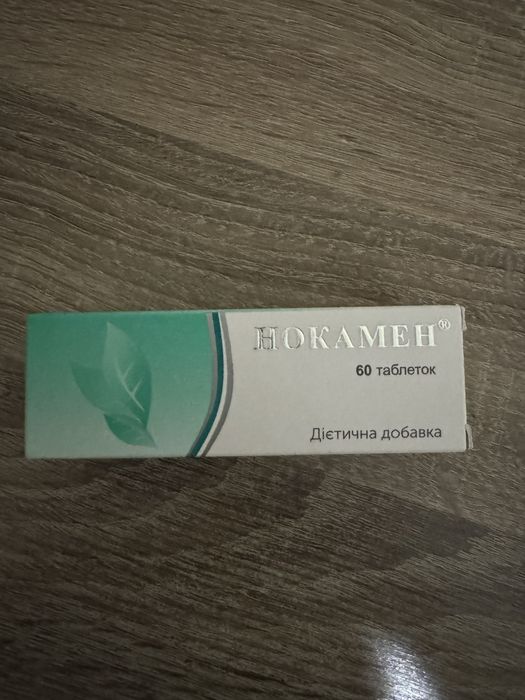 НОКАМЕН®
60 таблеток
Дієтична добавка